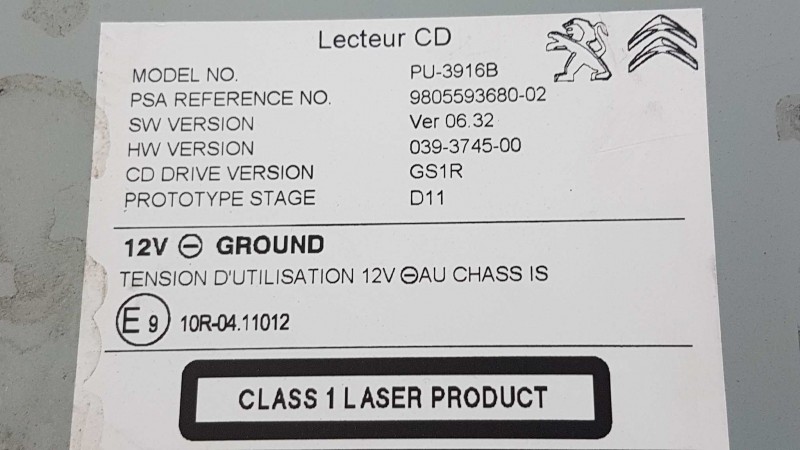 Lecteur CD
MODEL NO. PU-3916B
PSA REFERENCE NO. 9805593680-02
SW VERSION Ver 06.32
HW VERSION 039-3745-00
CD DRIVE VERSION GS1R
PROTOTYPE STAGE D11
12V ⊖ GROUND
TENSION D'UTILISATION 12V ⊖AU CHASS IS
E 9 10R-04.11012
CLASS 1 LASER PRODUCT